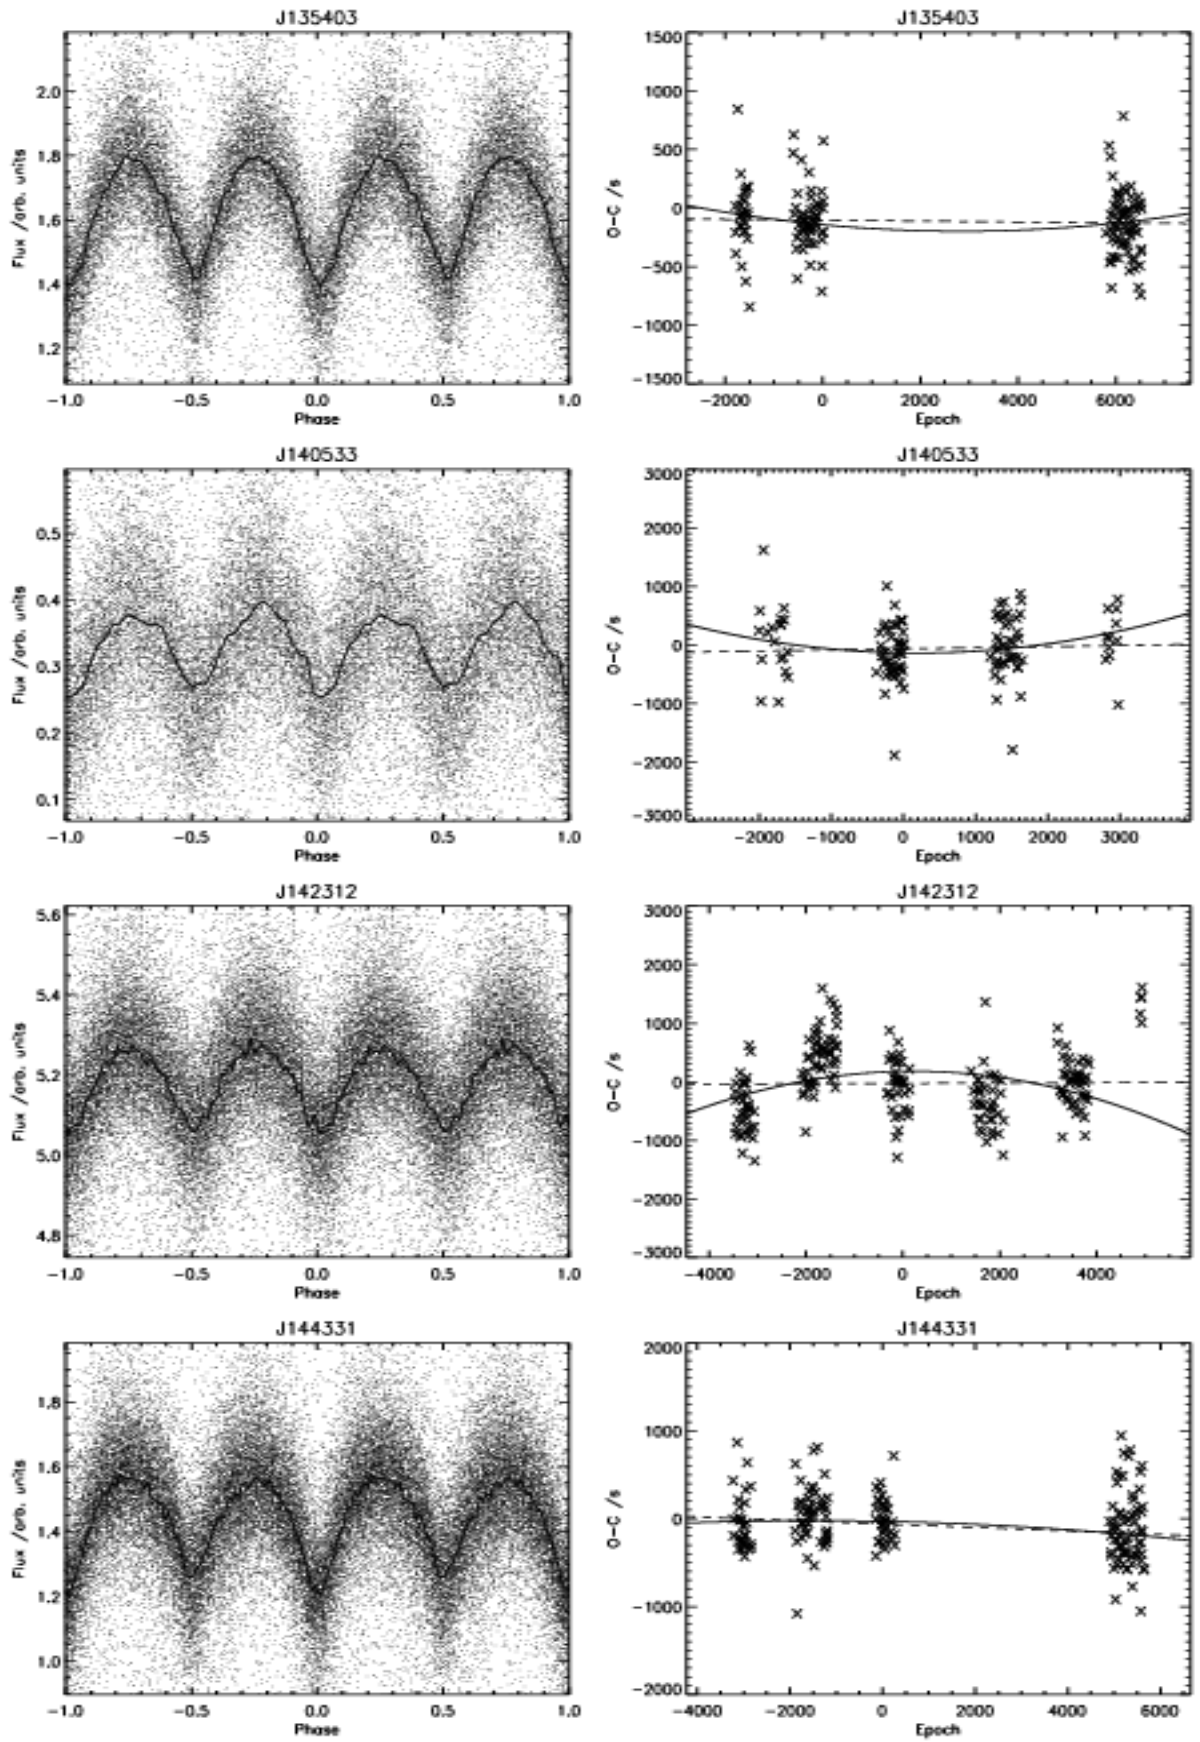 J135403
2.0
1.8
1.6
1.4
1.2
Flux /arb. units
-1.0 -0.5 0.0 0.5 1.0
Phase
J135403
1500
1000
500
0
-500
-1000
-1500
O-C /s
-2000 0 2000 4000 6000
Epoch
J140533
0.5
0.4
0.3
0.2
0.1
Flux /arb. units
-1.0 -0.5 0.0 0.5 1.0
Phase
J140533
3000
2000
1000
0
-1000
-2000
-3000
O-C /s
-2000 -1000 0 1000 2000 3000
Epoch
J142312
5.6
5.4
5.2
5.0
4.8
Flux /arb. units
-1.0 -0.5 0.0 0.5 1.0
Phase
J142312
3000
2000
1000
0
-1000
-2000
-3000
O-C /s
-4000 -2000 0 2000 4000
Epoch
J144331
1.8
1.6
1.4
1.2
1.0
Flux /arb. units
-1.0 -0.5 0.0 0.5 1.0
Phase
J144331
2000
1000
0
-1000
-2000
O-C /s
-4000 -2000 0 2000 4000 6000
Epoch